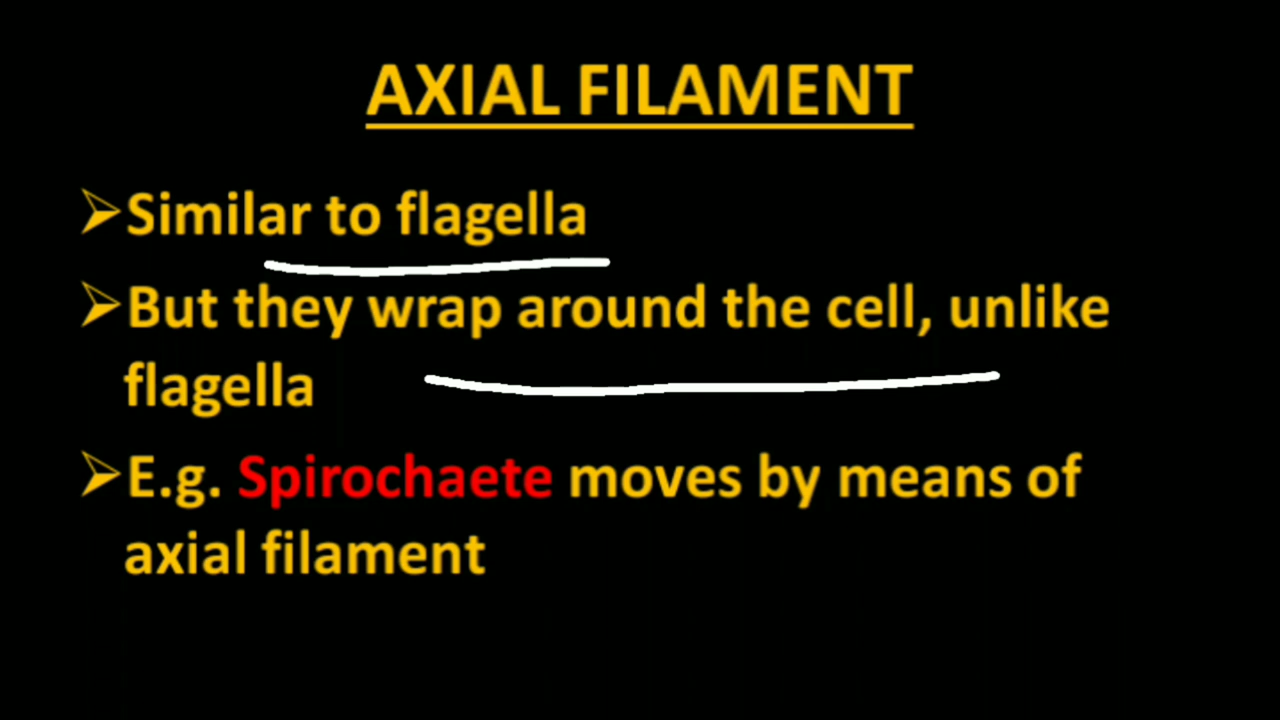 AXIAL FILAMENT
➢Similar to flagella
➢But they wrap around the cell, unlike
flagella
➢E.g. Spirochaete moves by means of
axial filament